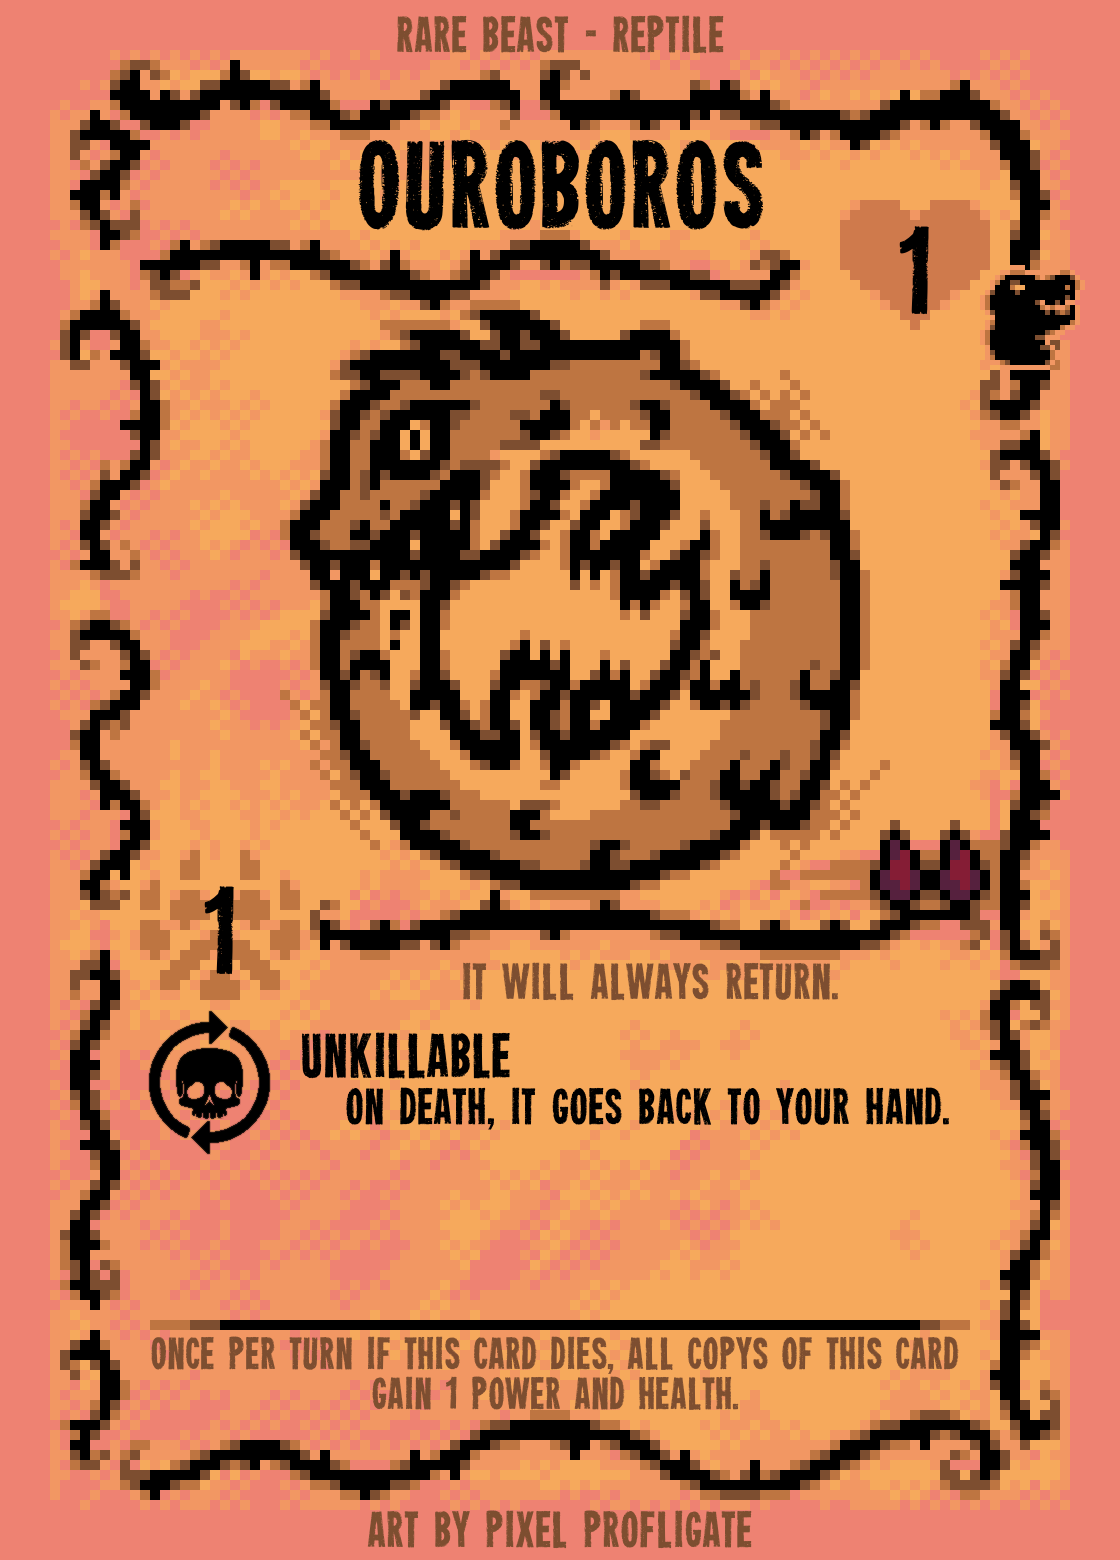 RARE BEAST - REPTILE
OUROBOROS
1
1
IT WILL ALWAYS RETURN.
UNKILLABLE
ON DEATH, IT GOES BACK TO YOUR HAND.
ONCE PER TURN IF THIS CARD DIES, ALL COPYS OF THIS CARD
GAIN 1 POWER AND HEALTH.
ART BY PIXEL PROFLIGATE